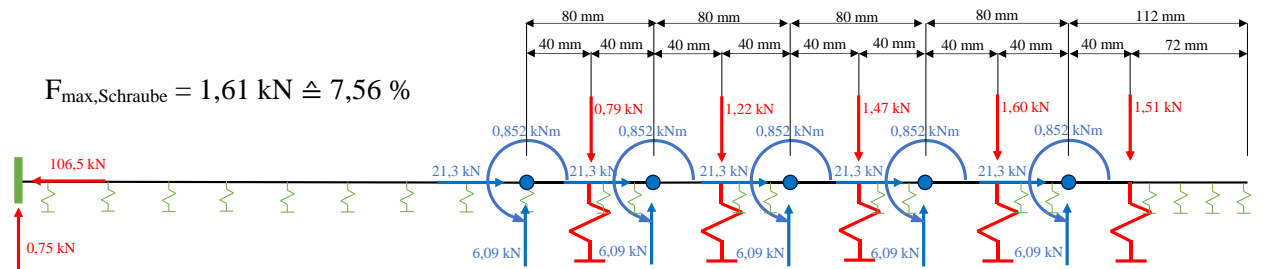 80 mm 80 mm 80 mm 80 mm 112 mm
40 mm 40 mm 40 mm 40 mm 40 mm 40 mm 40 mm 40 mm 40 mm 72 mm
Fmax,Schraube = 1,61 kN ≙ 7,56 %
0,79 kN 1,22 kN 1,47 kN 1,60 kN 1,51 kN
0,852 kNm 0,852 kNm 0,852 kNm 0,852 kNm 0,852 kNm
106,5 kN 21,3 kN 21,3 kN 21,3 kN 21,3 kN 21,3 kN
0,75 kN 6,09 kN 6,09 kN 6,09 kN 6,09 kN 6,09 kN